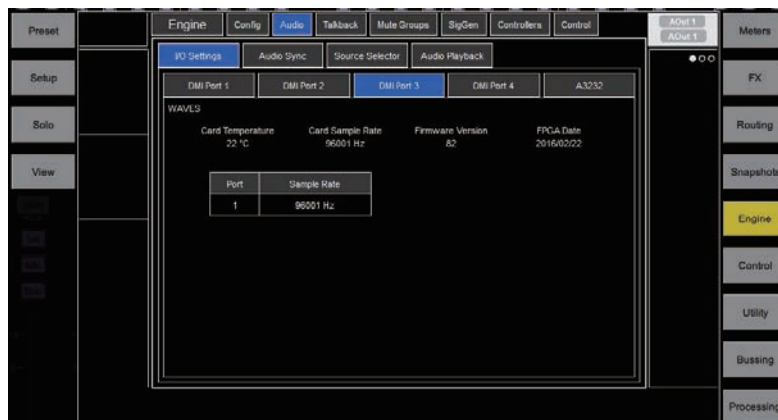 Preset
Setup
Solo
View
Engine Config Audio Talkback Mute Groups SigGen Controllers Control
I/O Settings Audio Sync Source Selector Audio Playback
DMI Port 1 DMI Port 2 DMI Port 3 DMI Port 4 A3232
WAVES
Card Temperature Card Sample Rate Firmware Version FPGA Date
22 °C 96001 Hz 82 2016/02/22
Port Sample Rate
1 96001 Hz
AOut 1
AOut 1
Meters
FX
Routing
Snapshots
Engine
Control
Utility
Bussing
Processing